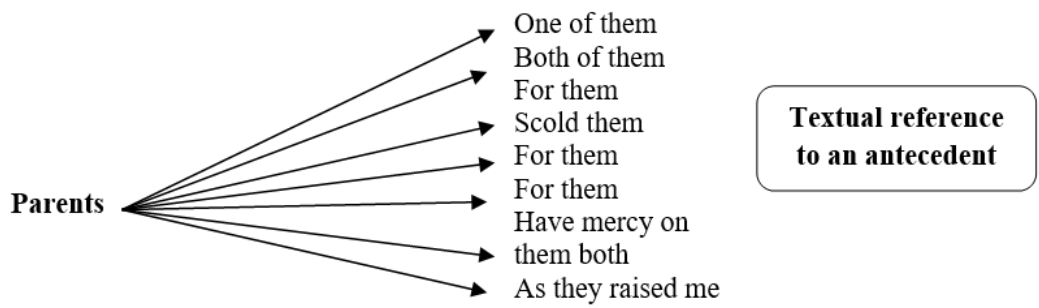 One of them
Both of them
For them
Scold them
For them
For them
Have mercy on
them both
As they raised me
Parents
Textual reference
to an antecedent